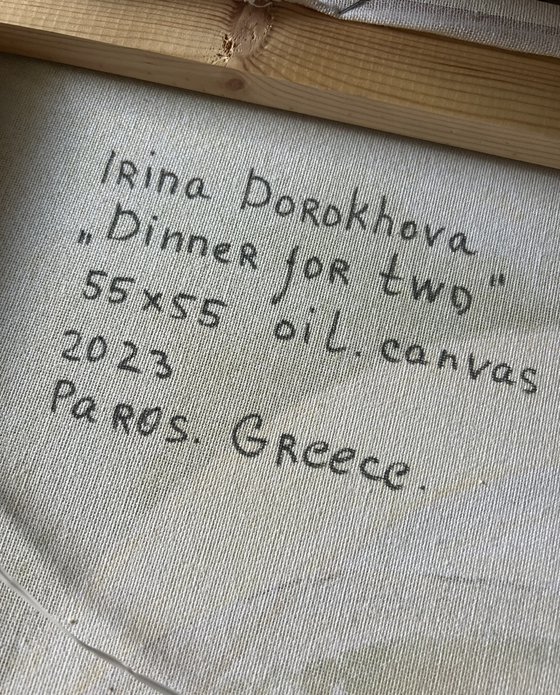 Irina Dorokhova
„Dinner for two"
55x55 oil. canvas
2023
Paros. Greece.